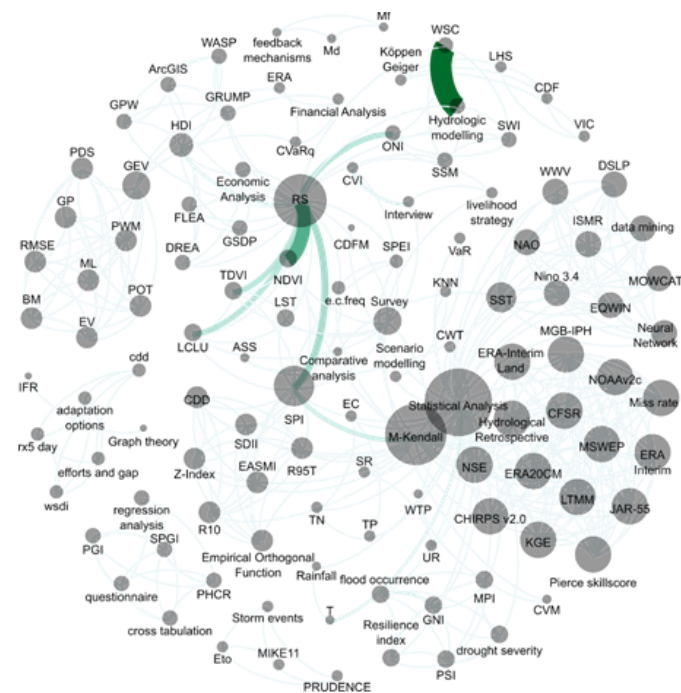 Mf
WSC
WASP
feedback
mechanisms
Md
Köppen
Geiger
LHS
ArcGIS
ERA
CDF
GPW
GRUMP
Financial Analysis
Hydrologic
modelling
SWI
VIC
HDI
CVaRq
ONI
PDS
GEV
SSM
WWV
DSLP
Economic
Analysis
CVI
RS
GP
FLEA
Interview
livelihood
strategy
ISMR
data mining
PWM
RMSE
DREA
GSDP
CDFM
SPEI
VaR
NAO
ML
TDVI
NDVI
KNN
Nino 3.4
MOWCAT
BM
POT
LST
e.c.freq
Survey
SST
EQWIN
EV
LCLU
ASS
CWT
MGB-IPH
Neural
Network
cdd
Comparative
analysis
Scenario
modelling
ERA-Interim
Land
NOAAv2c
IFR
CDD
EC
Statistical Analysis
CFSR
Miss rate
adaptation
options
SPI
M-Kendall
Hydrological
Retrospective
rx5 day
Graph theory
SDII
MSWEP
ERA
Interim
efforts and gap
Z-Index
EASMI
R95T
SR
NSE
ERA20CM
LTMM
JAR-55
wsdi
regression
analysis
R10
TN
TP
WTP
CHIRPS v2.0
KGE
PGI
SPGI
Empirical Orthogonal
Function
Rainfall
UR
Pierce skillscore
questionnaire
PHCR
flood occurrence
MPI
CVM
cross tabulation
Storm events
T
Resilience
index
GNI
drought severity
Eto
MIKE11
PRUDENCE
PSI